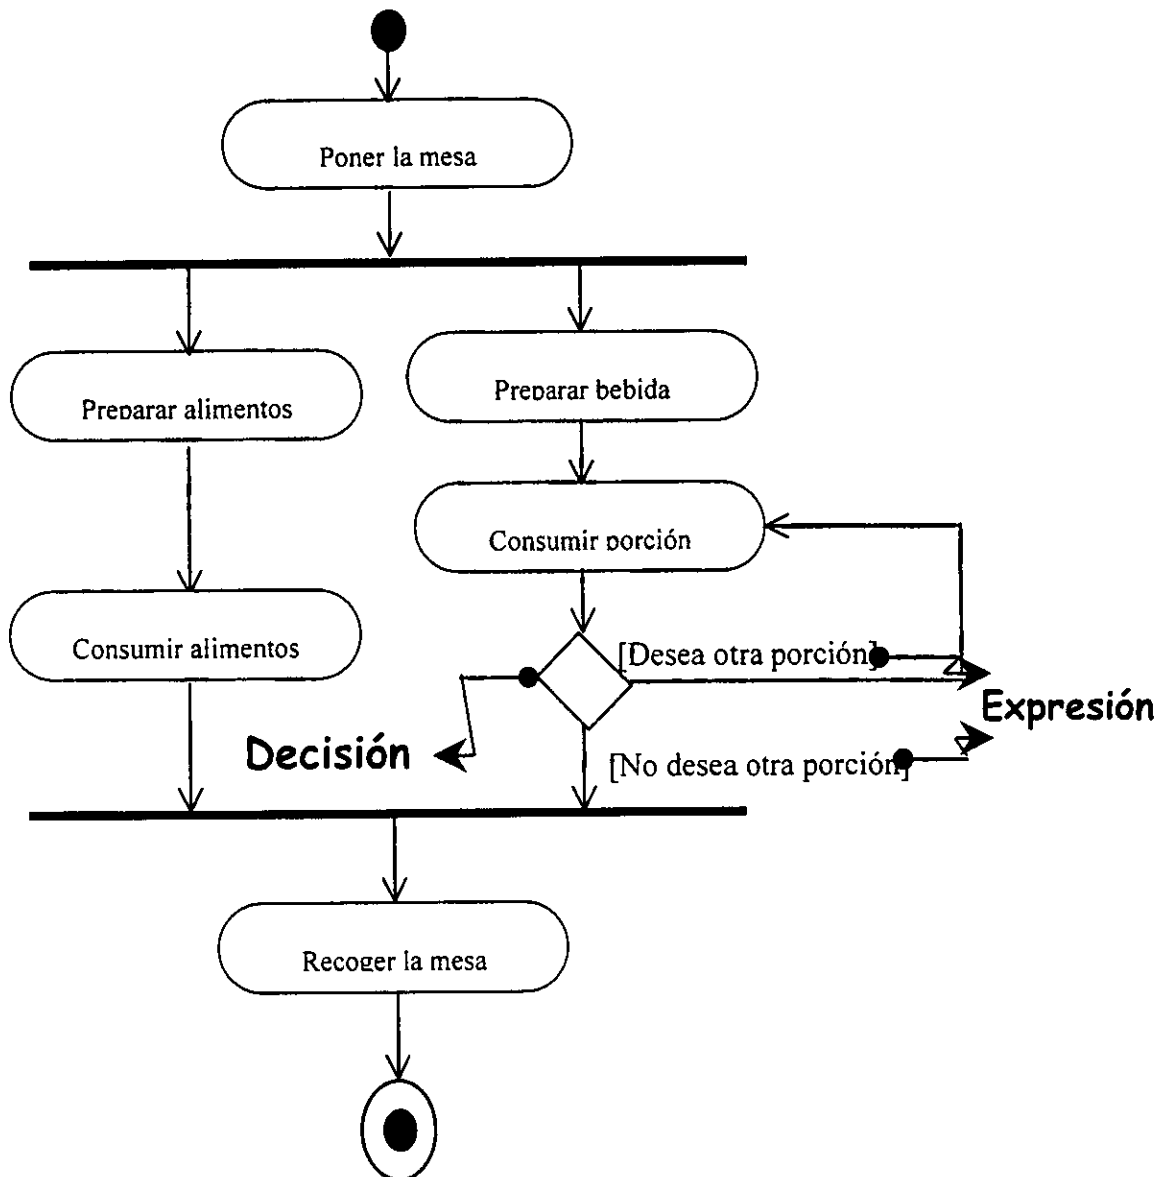 Poner la mesa
Preparar alimentos
Preparar bebida
Consumir porción
Consumir alimentos
[Desea otra porción]
Expresión
Decisión
[No desea otra porción]
Recoger la mesa